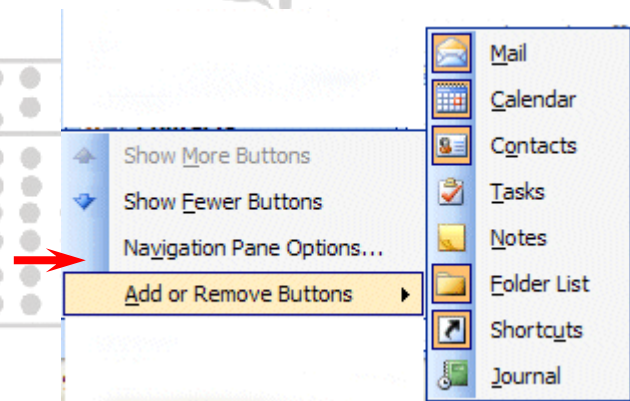 Show More Buttons
Show Fewer Buttons
Navigation Pane Options...
Add or Remove Buttons
Mail
Calendar
Contacts
Tasks
Notes
Folder List
Shortcuts
Journal